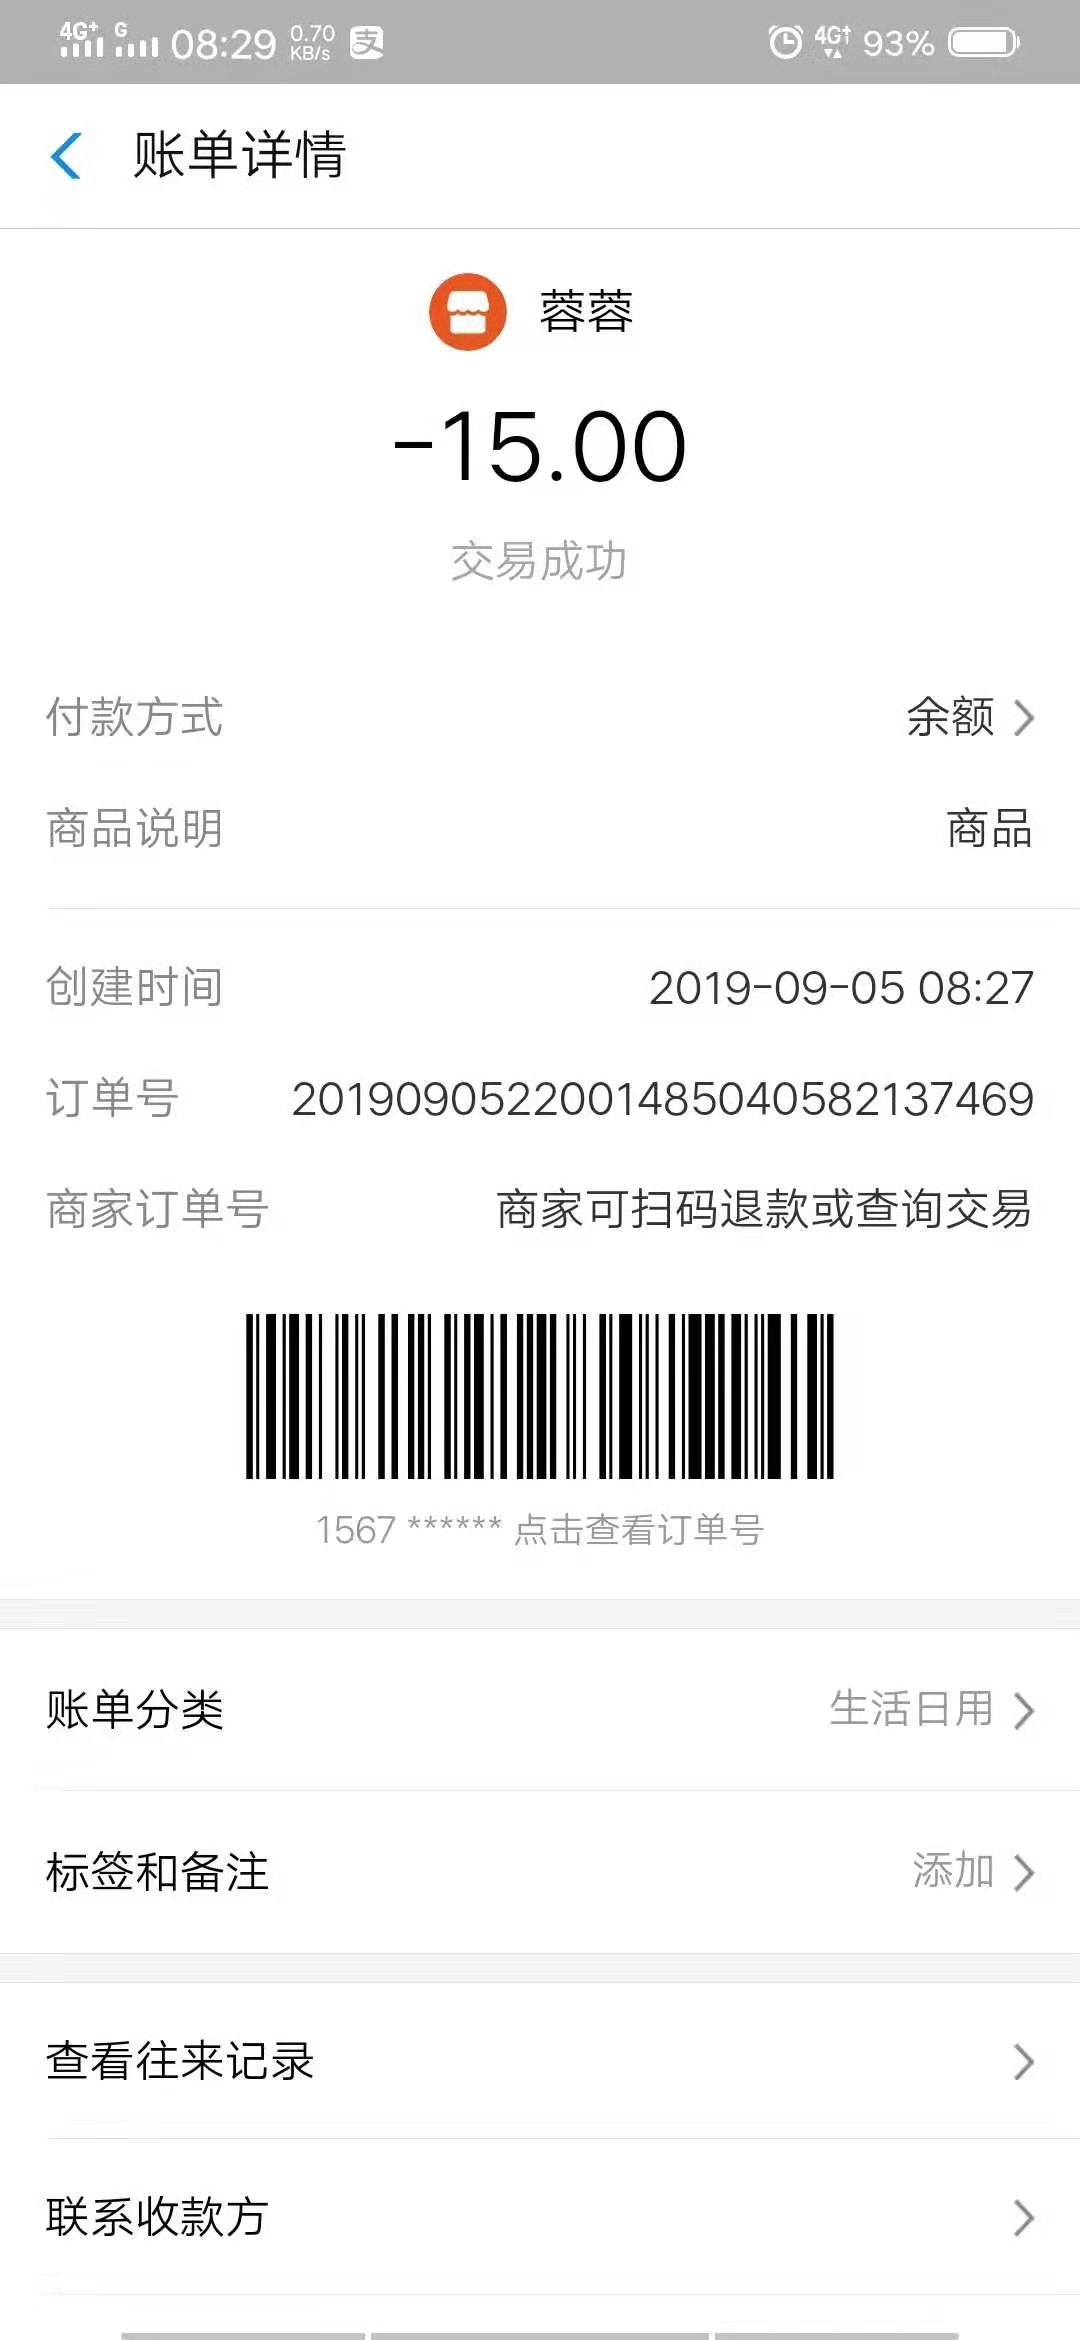 4G+ G 08:29 0.70 KB/s 支 4G+ 93%
账单详情
蓉蓉
-15.00
交易成功
付款方式 余额
商品说明 商品
创建时间 2019-09-05 08:27
订单号 2019090522001485040582137469
商家订单号 商家可扫码退款或查询交易
1567 ****** 点击查看订单号
账单分类 生活日用
标签和备注 添加
查看往来记录
联系收款方